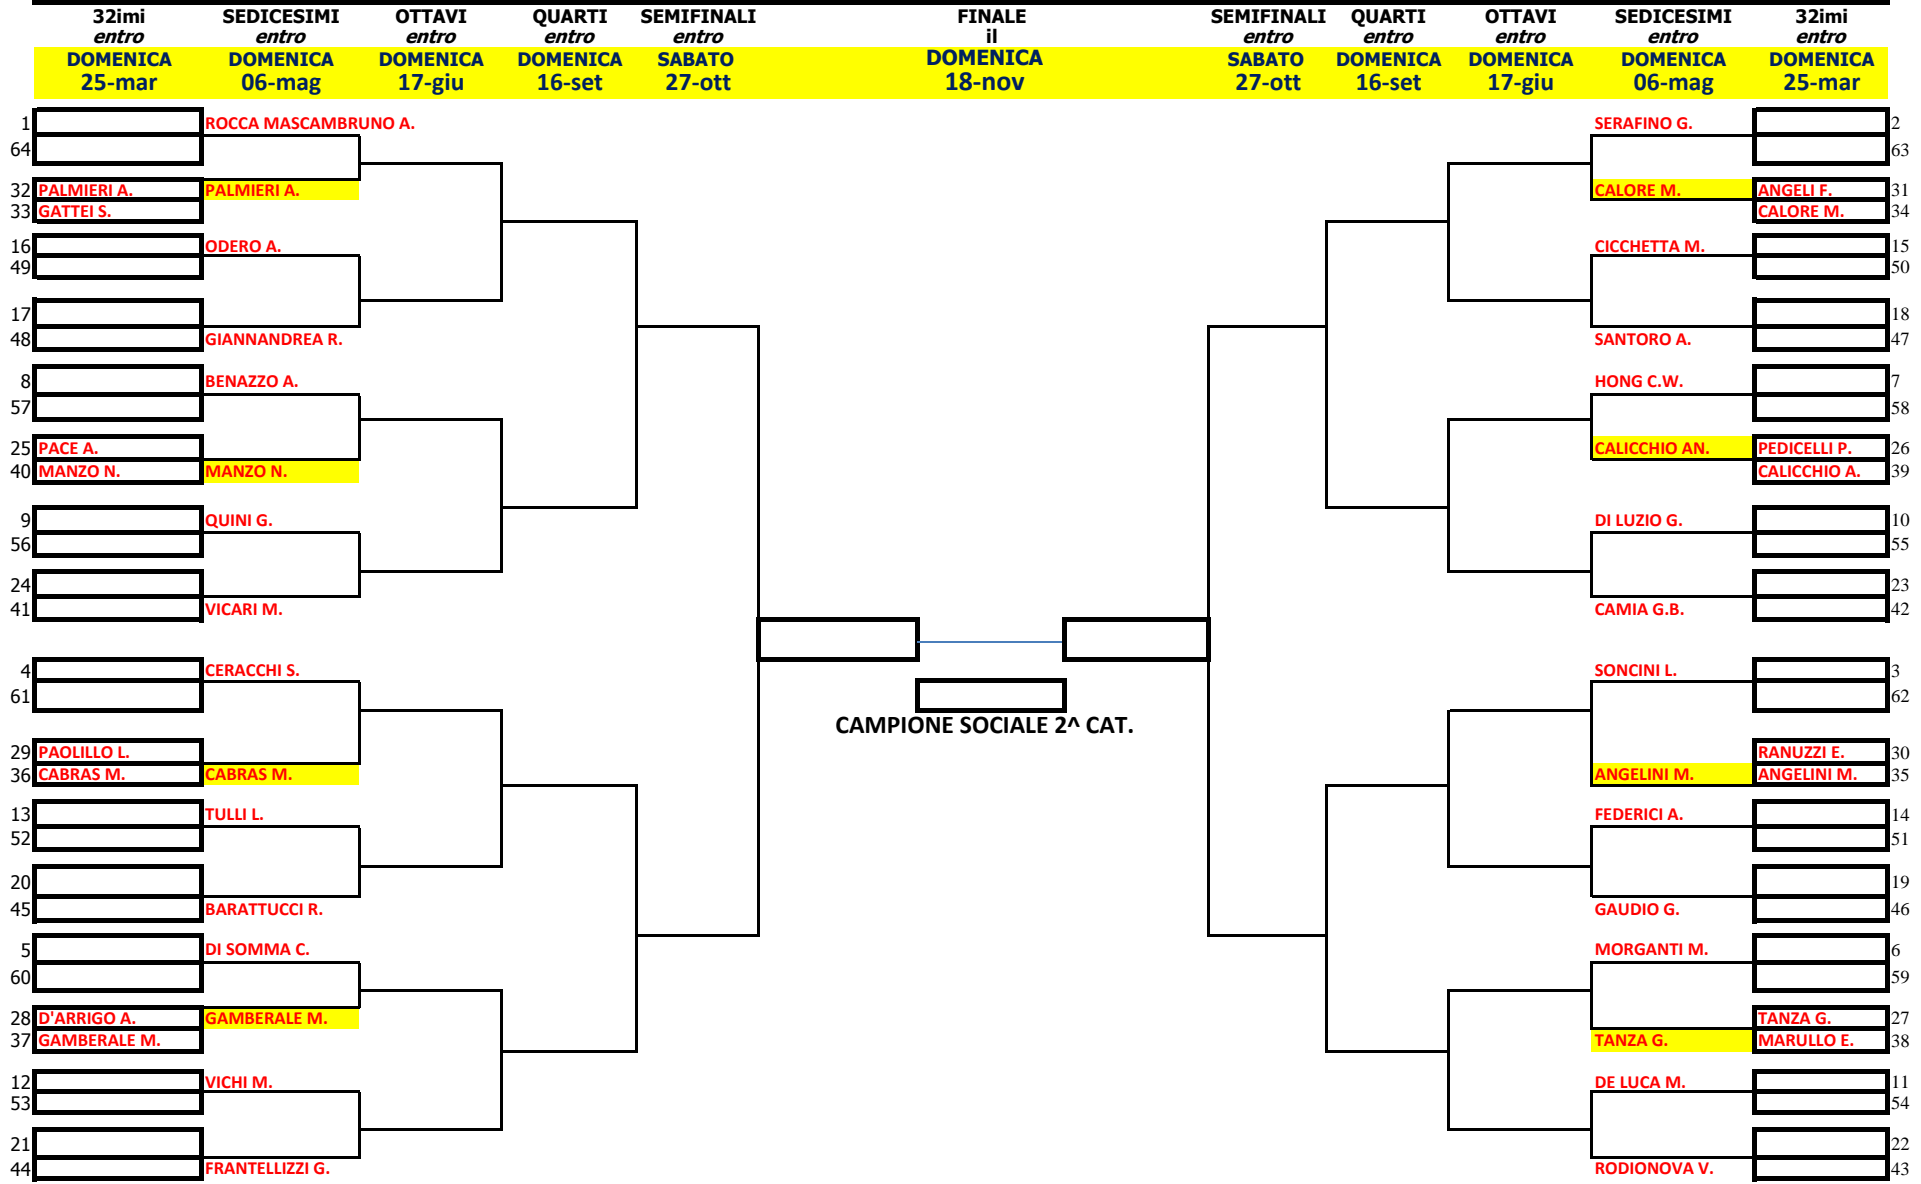 32imi SEDICESIMI OTTAVI QUARTI SEMIFINALI FINALE SEMIFINALI QUARTI OTTAVI SEDICESIMI 32imi
entro entro entro entro entro il entro entro entro entro entro
DOMENICA DOMENICA DOMENICA DOMENICA SABATO DOMENICA SABATO DOMENICA DOMENICA DOMENICA DOMENICA
25-mar 06-mag 17-giu 16-set 27-ott 18-nov 27-ott 16-set 17-giu 06-mag 25-mar
1 ROCCA MASCAMBRUNO A. SERAFINO G. 2
64 63
32 PALMIERI A. PALMIERI A. CALORE M. ANGELI F. 31
33 GATTEI S. CALORE M. 34
16 ODERO A. CICCHETTA M. 15
49 50
17 18
48 GIANNANDREA R. SANTORO A. 47
8 BENAZZO A. HONG C.W. 7
57 58
25 PACE A. CALICCHIO AN. PEDICELLI P. 26
40 MANZO N. MANZO N. CALICCHIO A. 39
9 QUINI G. DI LUZIO G. 10
56 55
24 23
41 VICARI M. CAMIA G.B. 42
4 CERACCHI S. SONCINI L. 3
61 62
CAMPIONE SOCIALE 2^ CAT.
29 PAOLILLO L. RANUZZI E. 30
36 CABRAS M. CABRAS M. ANGELINI M. ANGELINI M. 35
13 TULLI L. FEDERICI A. 14
52 51
20 19
45 BARATTUCCI R. GAUDIO G. 46
5 DI SOMMA C. MORGANTI M. 6
60 59
28 D'ARRIGO A. GAMBERALE M. TANZA G. 27
37 GAMBERALE M. TANZA G. MARULLO E. 38
12 VICHI M. DE LUCA M. 11
53 54
21 22
44 FRANTELLIZZI G. RODIONOVA V. 43